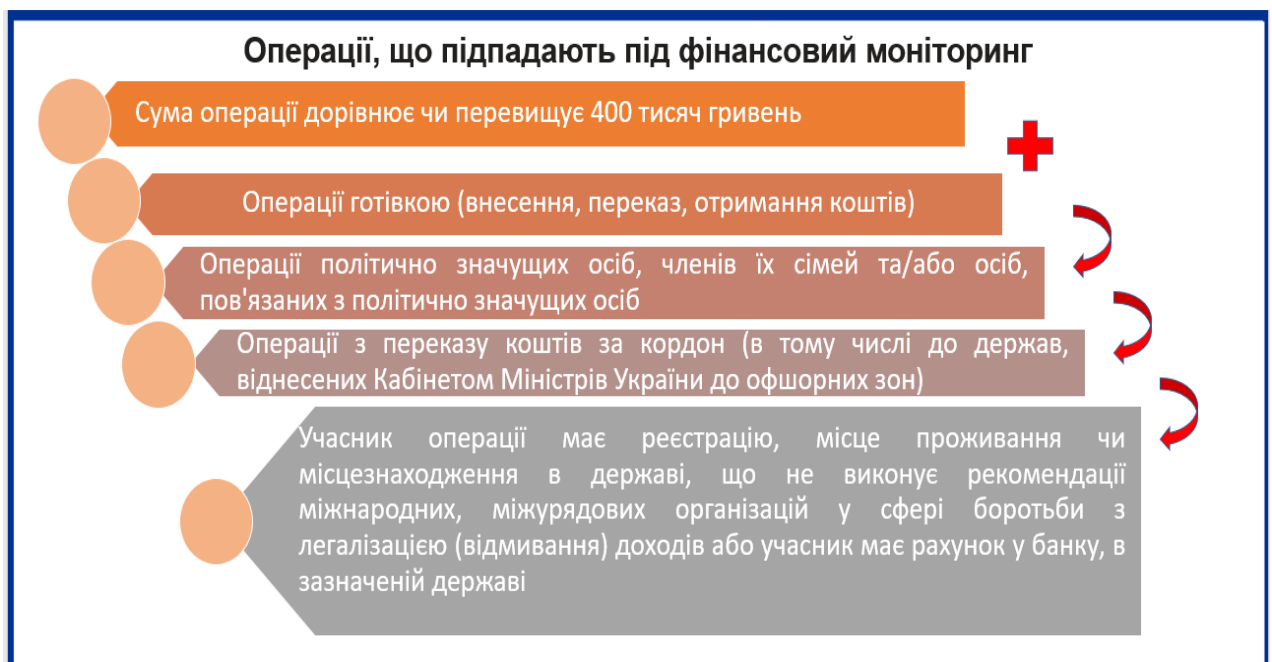 Операції, що підпадають під фінансовий моніторинг
Сума операції дорівнює чи перевищує 400 тисяч гривень
Операції готівкою (внесення, переказ, отримання коштів)
Операції політично значущих осіб, членів їх сімей та/або осіб,
пов'язаних з політично значущих осіб
Операції з переказу коштів за кордон (в тому числі до держав,
віднесених Кабінетом Міністрів України до офшорних зон)
Учасник операції має реєстрацію, місце проживання чи
місцезнаходження в державі, що не виконує рекомендації
міжнародних, міжурядових організацій у сфері боротьби з
легалізацією (відмивання) доходів або учасник має рахунок у банку, в
зазначеній державі